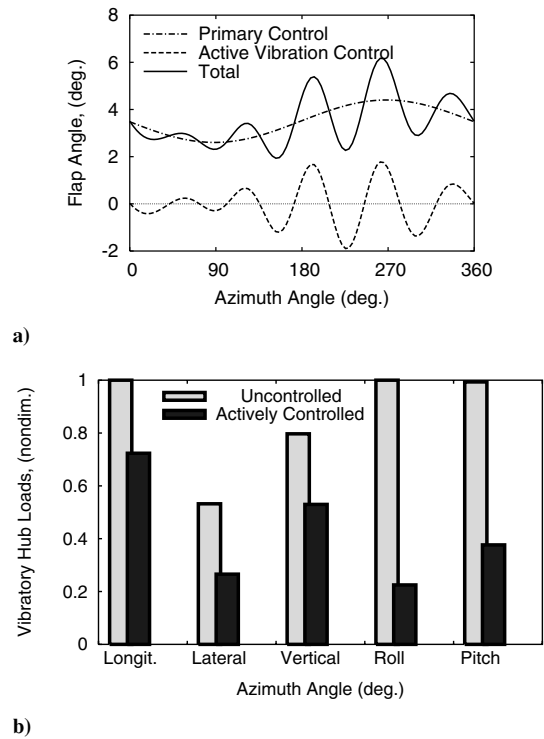 8
Primary Control
Active Vibration Control
Total
6
4
2
0
-2
Flap Angle, (deg.)
0 90 180 270 360
Azimuth Angle (deg.)
a)
1
Uncontrolled
Actively Controlled
0.8
0.6
0.4
0.2
0
Vibratory Hub Loads, (nondim.)
Longit. Lateral Vertical Roll Pitch
Azimuth Angle (deg.)
b)